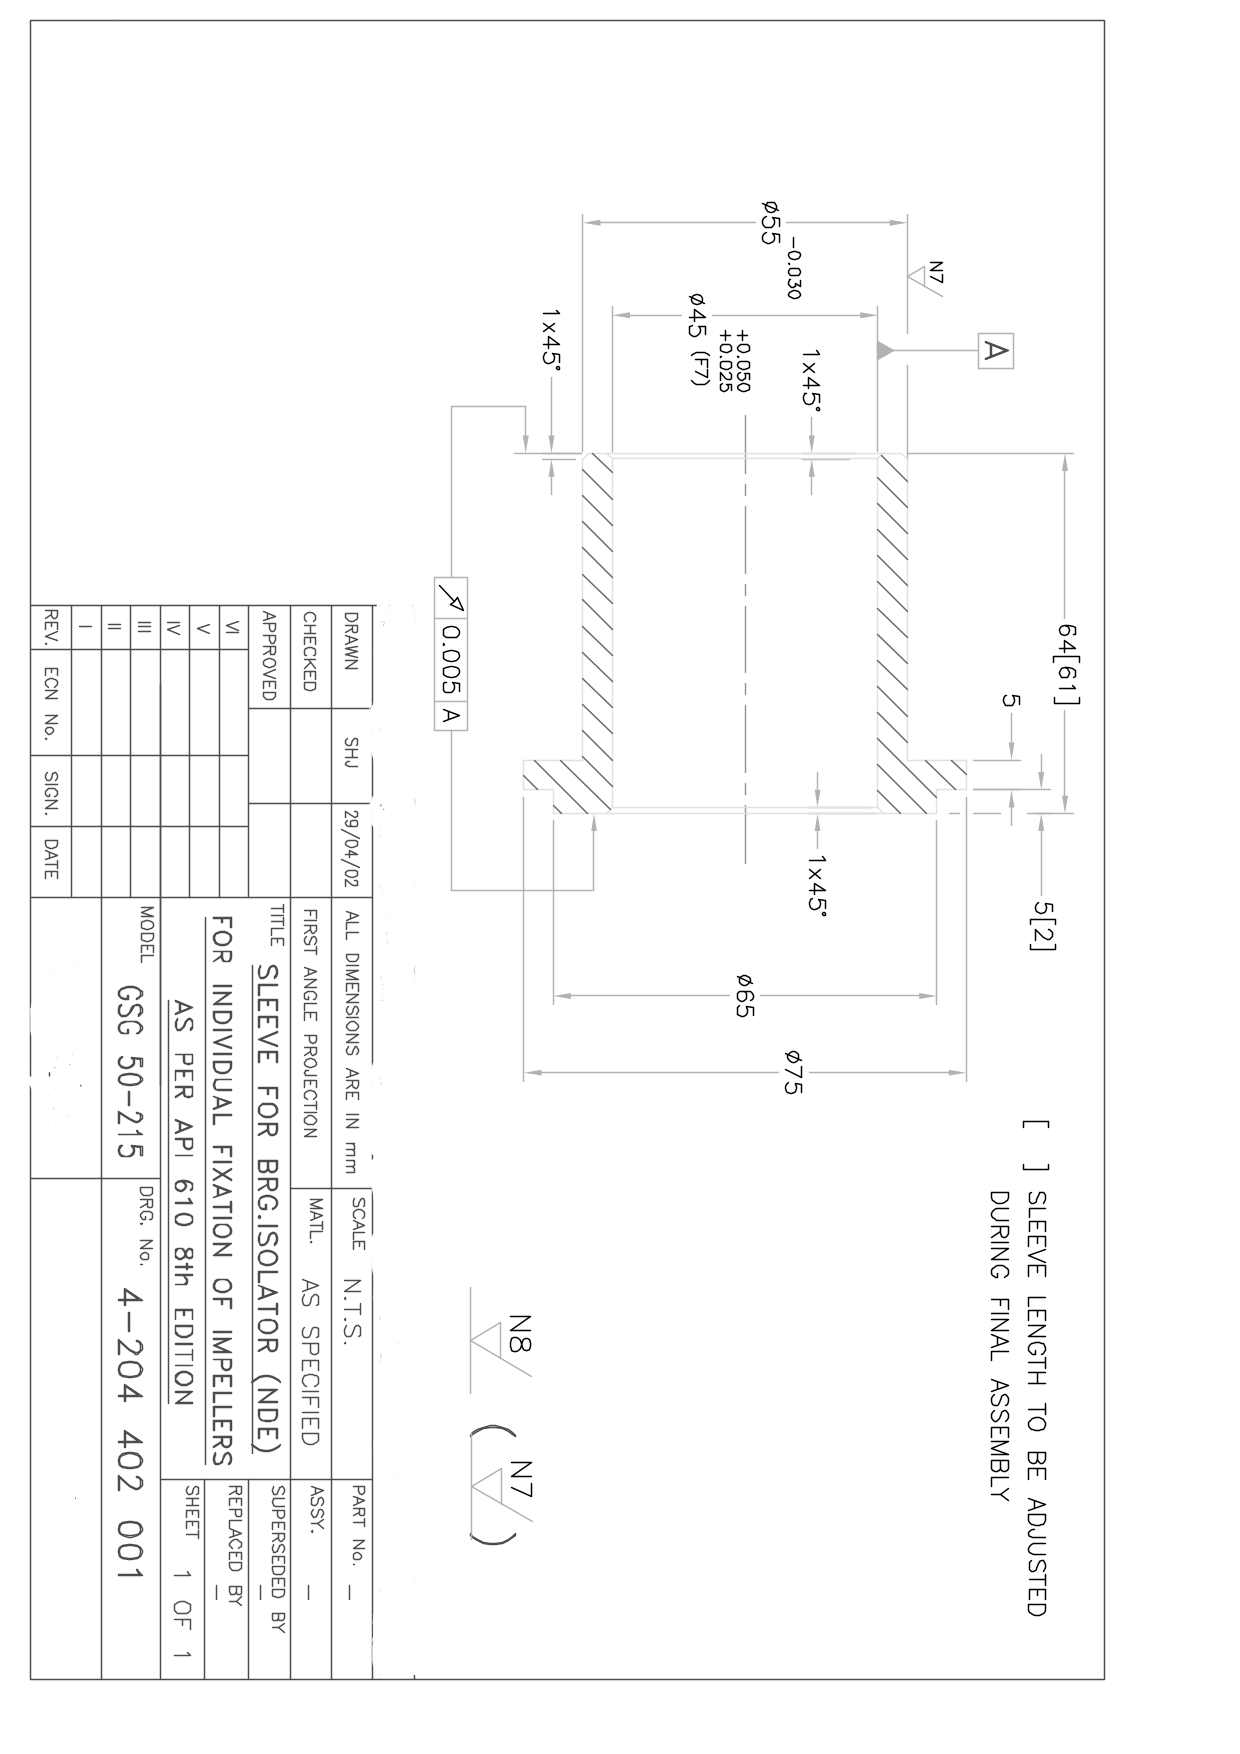 64[61]
5
5[2]
[ ] SLEEVE LENGTH TO BE ADJUSTED
DURING FINAL ASSEMBLY
N7
A
ø55 -0.030
ø45 (F7) +0.050
+0.025
1x45°
1x45°
1x45°
ø65
ø75
0.005 A
N8 (N7)
DRAWN SHJ 29/04/02
CHECKED
APPROVED
VI
V
IV
III
II
I
REV. ECN No. SIGN. DATE
ALL DIMENSIONS ARE IN mm
FIRST ANGLE PROJECTION
SCALE N.T.S.
MATL. AS SPECIFIED
PART No. –
ASSY. –
SUPERSEDED BY –
REPLACED BY –
SHEET 1 OF 1
TITLE SLEEVE FOR BRG.ISOLATOR (NDE)
FOR INDIVIDUAL FIXATION OF IMPELLERS
AS PER API 610 8th EDITION
MODEL GSG 50-215
DRG. No. 4-204 402 001